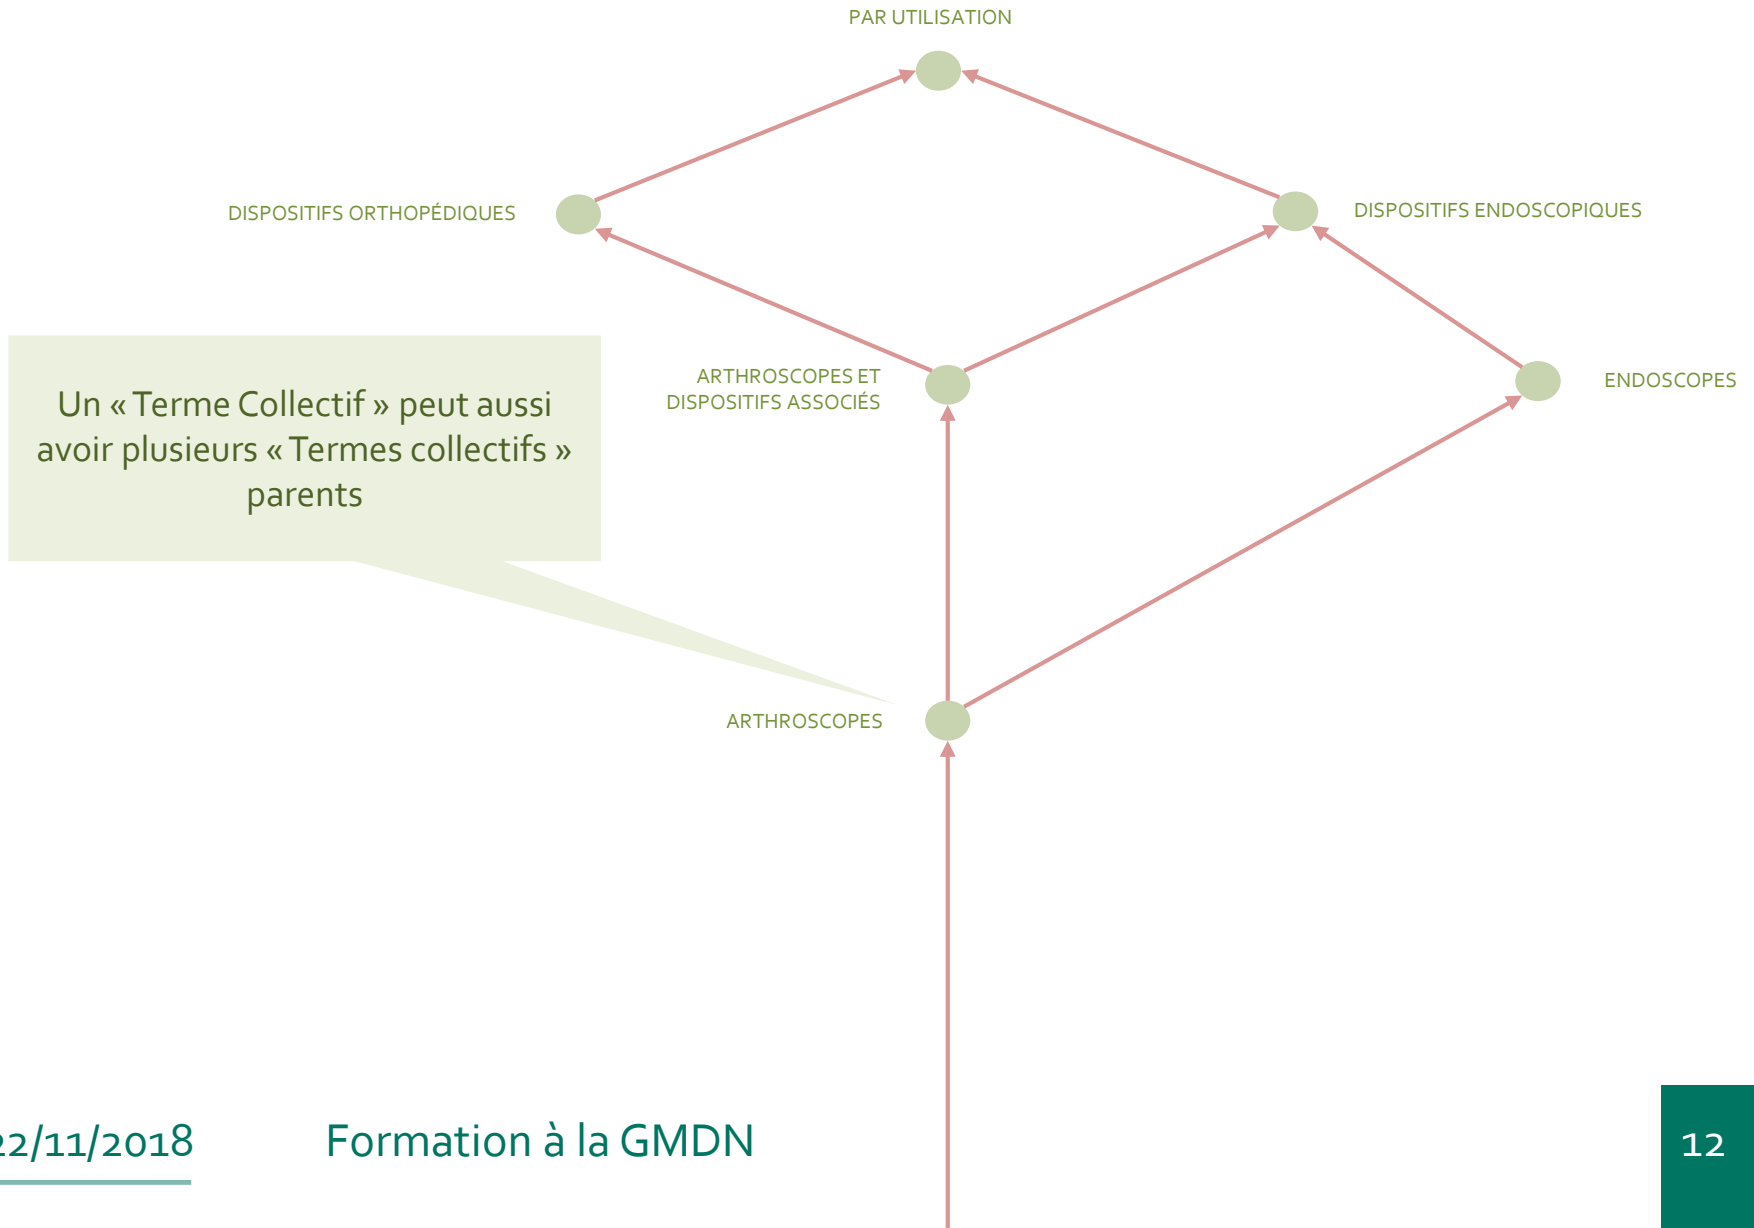 PAR UTILISATION
DISPOSITIFS ORTHOPÉDIQUES
DISPOSITIFS ENDOSCOPIQUES
Un « Terme Collectif » peut aussi
avoir plusieurs « Termes collectifs »
parents
ARTHROSCOPES ET
DISPOSITIFS ASSOCIÉS
ENDOSCOPES
ARTHROSCOPES
22/11/2018
Formation à la GMDN
12